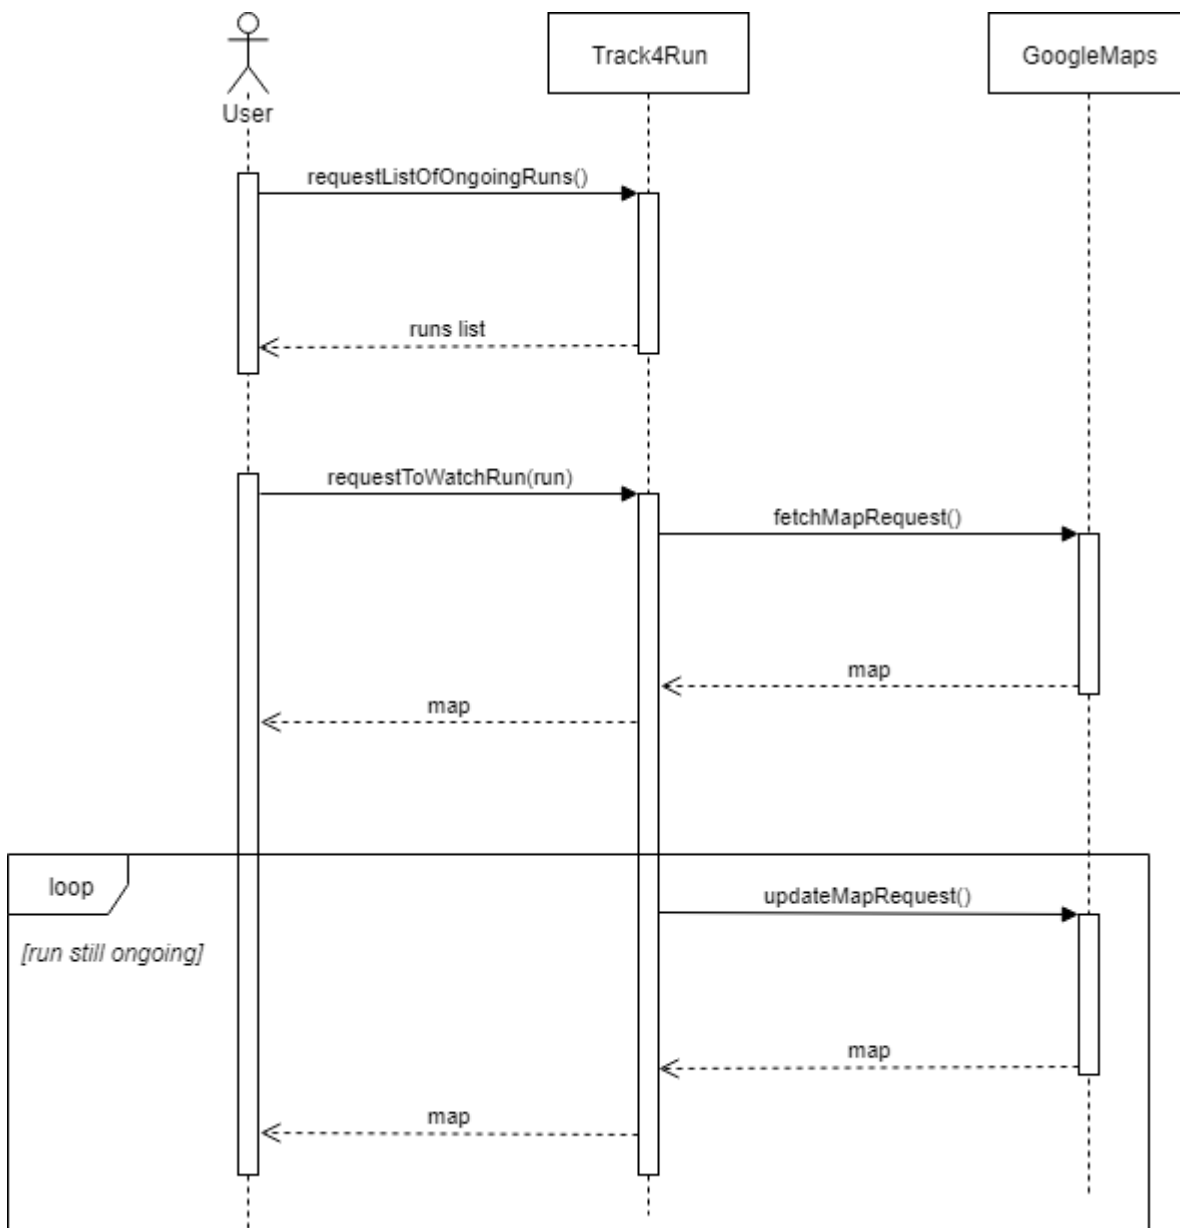 Track4Run
GoogleMaps
User
requestListOfOngoingRuns()
runs list
requestToWatchRun(run)
fetchMapRequest()
map
map
loop
updateMapRequest()
[run still ongoing]
map
map